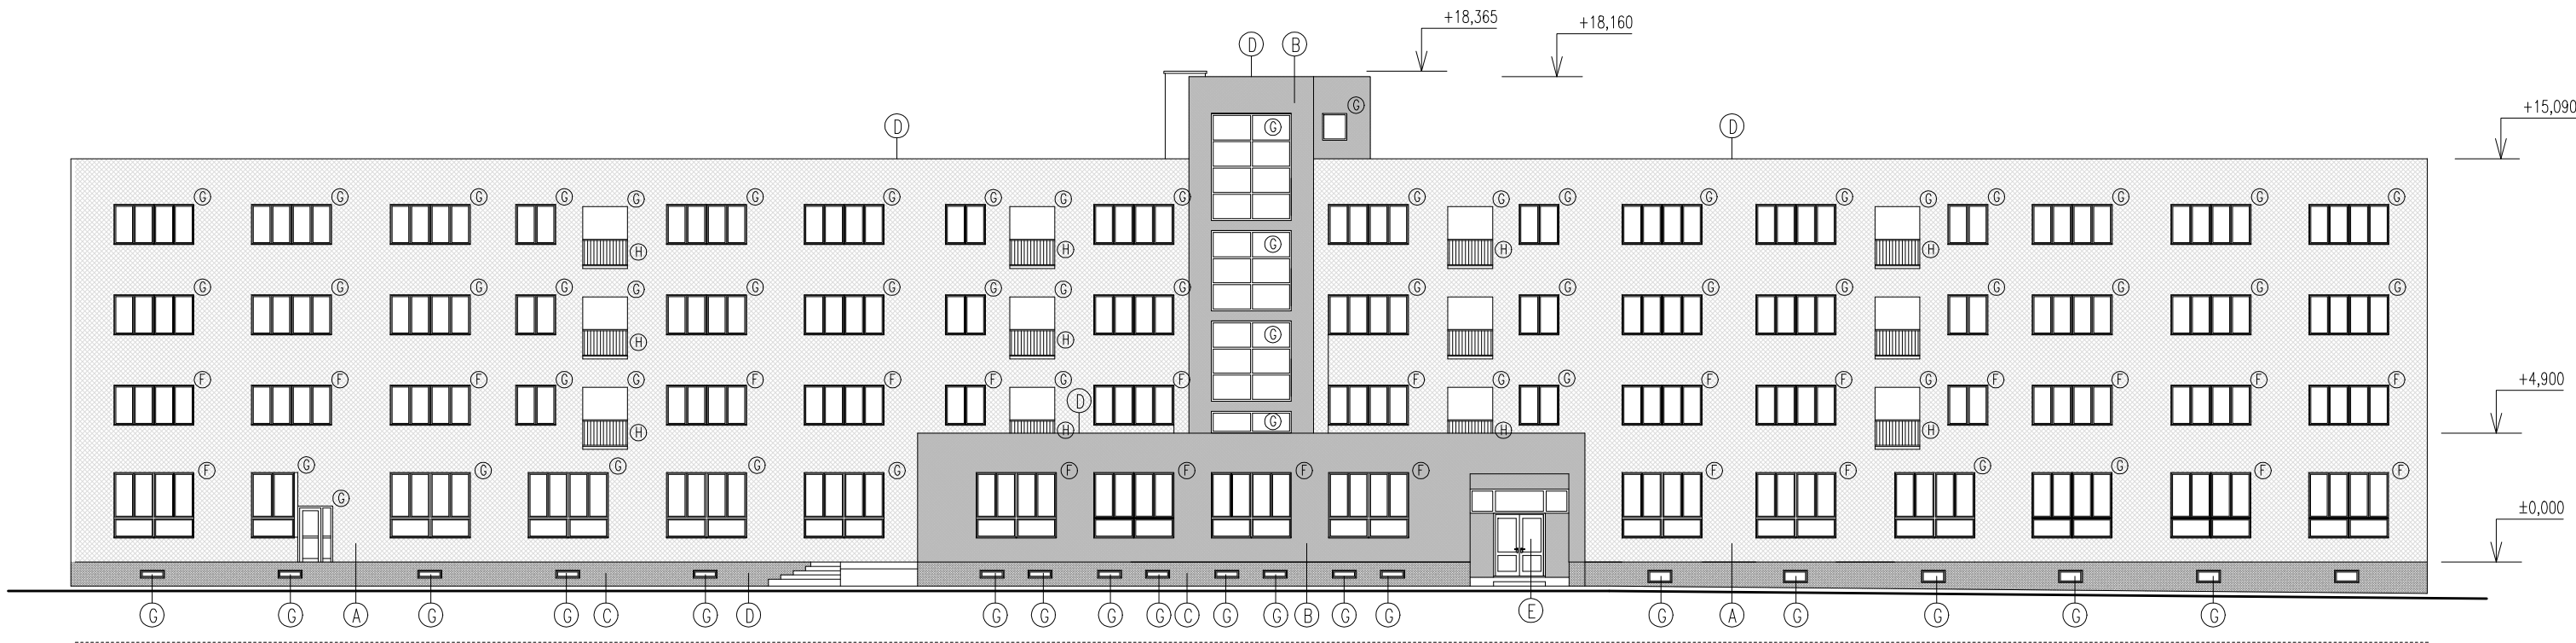 +18,365
+18,160
D B
G
+15,090
D G D
G G G G G G G G G G G G G G G G G G G G
H H H H
G
G G G G G G G G G G G G G G G G G G G G
H H
G
F F F G G F F F G F F G G F F G F F F F
D
+4,900
G
H H H H
F G G G G G F F F F F F G G F F
G
±0,000
G G A G G C G D G G G G C G G B G G E G A G G G G